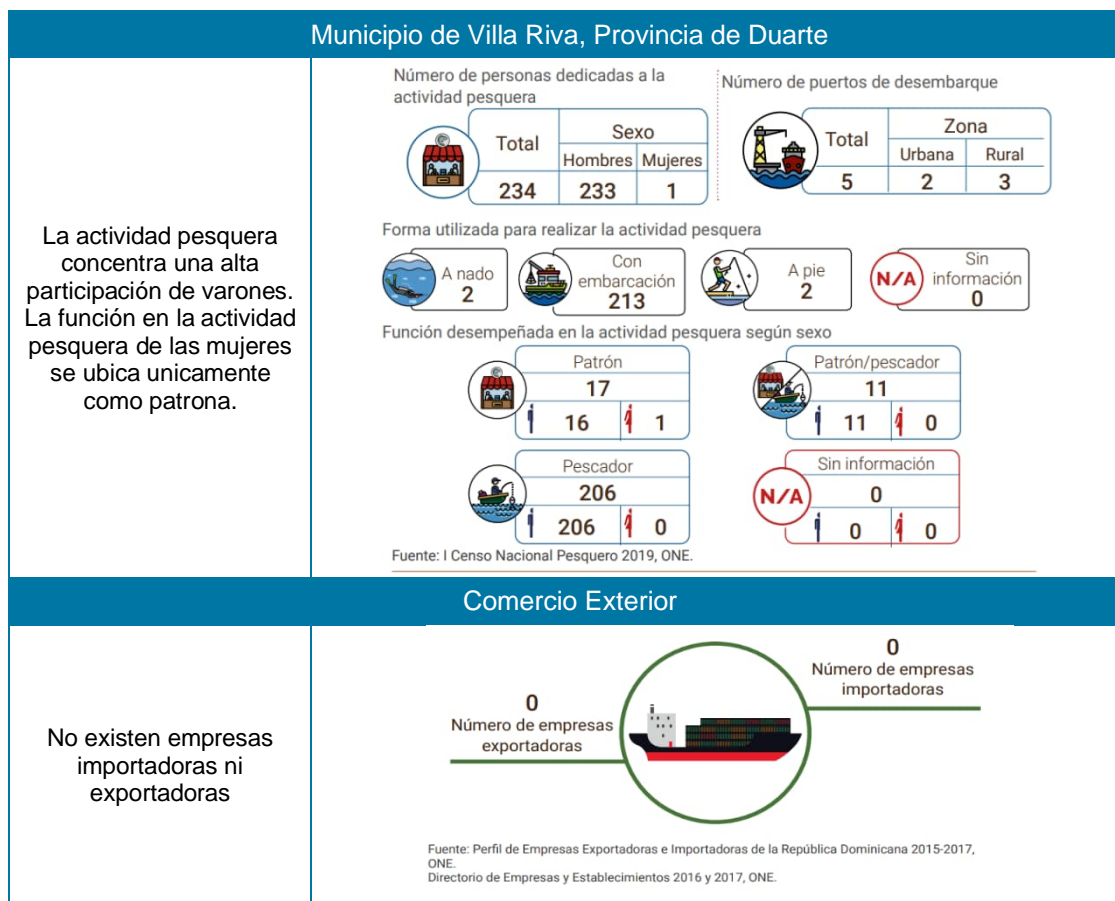 Municipio de Villa Riva, Provincia de Duarte
La actividad pesquera
concentra una alta
participación de varones.
La función en la actividad
pesquera de las mujeres
se ubica unicamente
como patrona.
Número de personas dedicadas a la
actividad pesquera
Total
Sexo
Hombres Mujeres
234 233 1
Número de puertos de desembarque
Total
Zona
Urbana Rural
5 2 3
Forma utilizada para realizar la actividad pesquera
A nado
2
Con
embarcación
213
A pie
2
N/A
Sin
información
0
Función desempeñada en la actividad pesquera según sexo
Patrón
17
16 1
Patrón/pescador
11
11 0
Pescador
206
206 0
N/A
Sin información
0
0 0
Fuente: I Censo Nacional Pesquero 2019, ONE.
Comercio Exterior
No existen empresas
importadoras ni
exportadoras
0
Número de empresas
exportadoras
0
Número de empresas
importadoras
Fuente: Perfil de Empresas Exportadoras e Importadoras de la República Dominicana 2015-2017,
ONE.
Directorio de Empresas y Establecimientos 2016 y 2017, ONE.